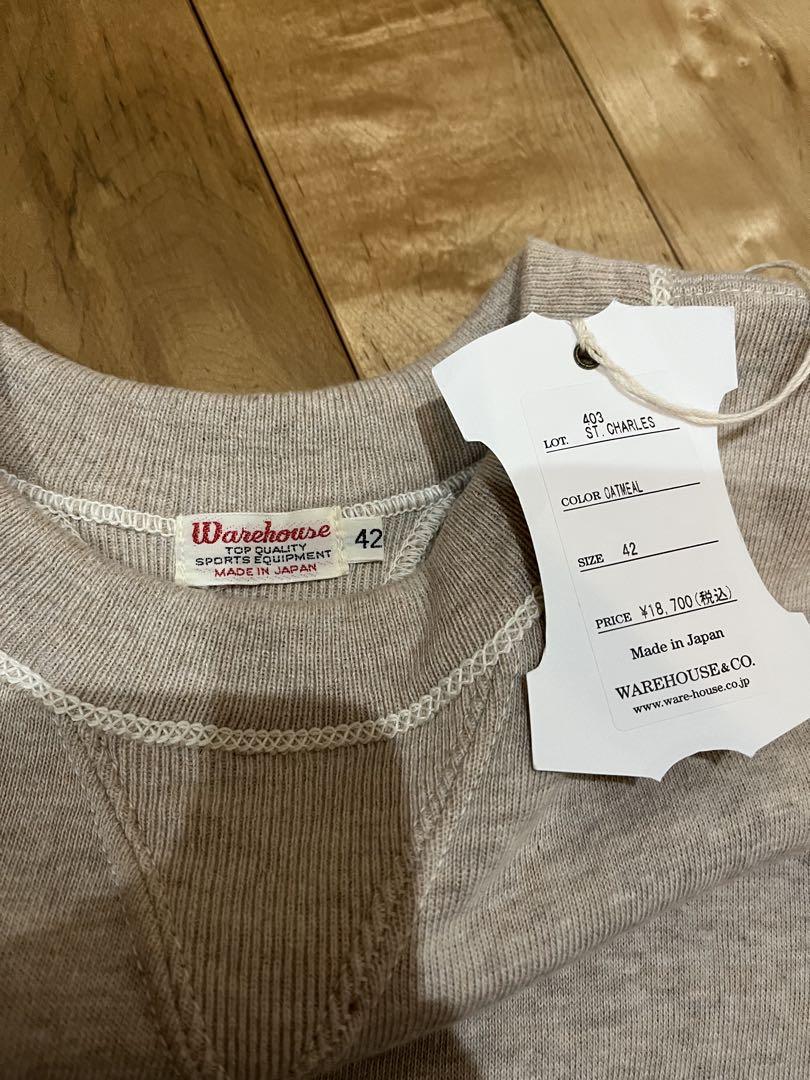 Warehouse
TOP QUALITY
SPORTS EQUIPMENT
MADE IN JAPAN
42
LOT. 403
ST. CHARLES
COLOR OATMEAL
SIZE 42
PRICE ¥18,700(税込)
Made in Japan
WAREHOUSE&CO.
www.ware-house.co.jp